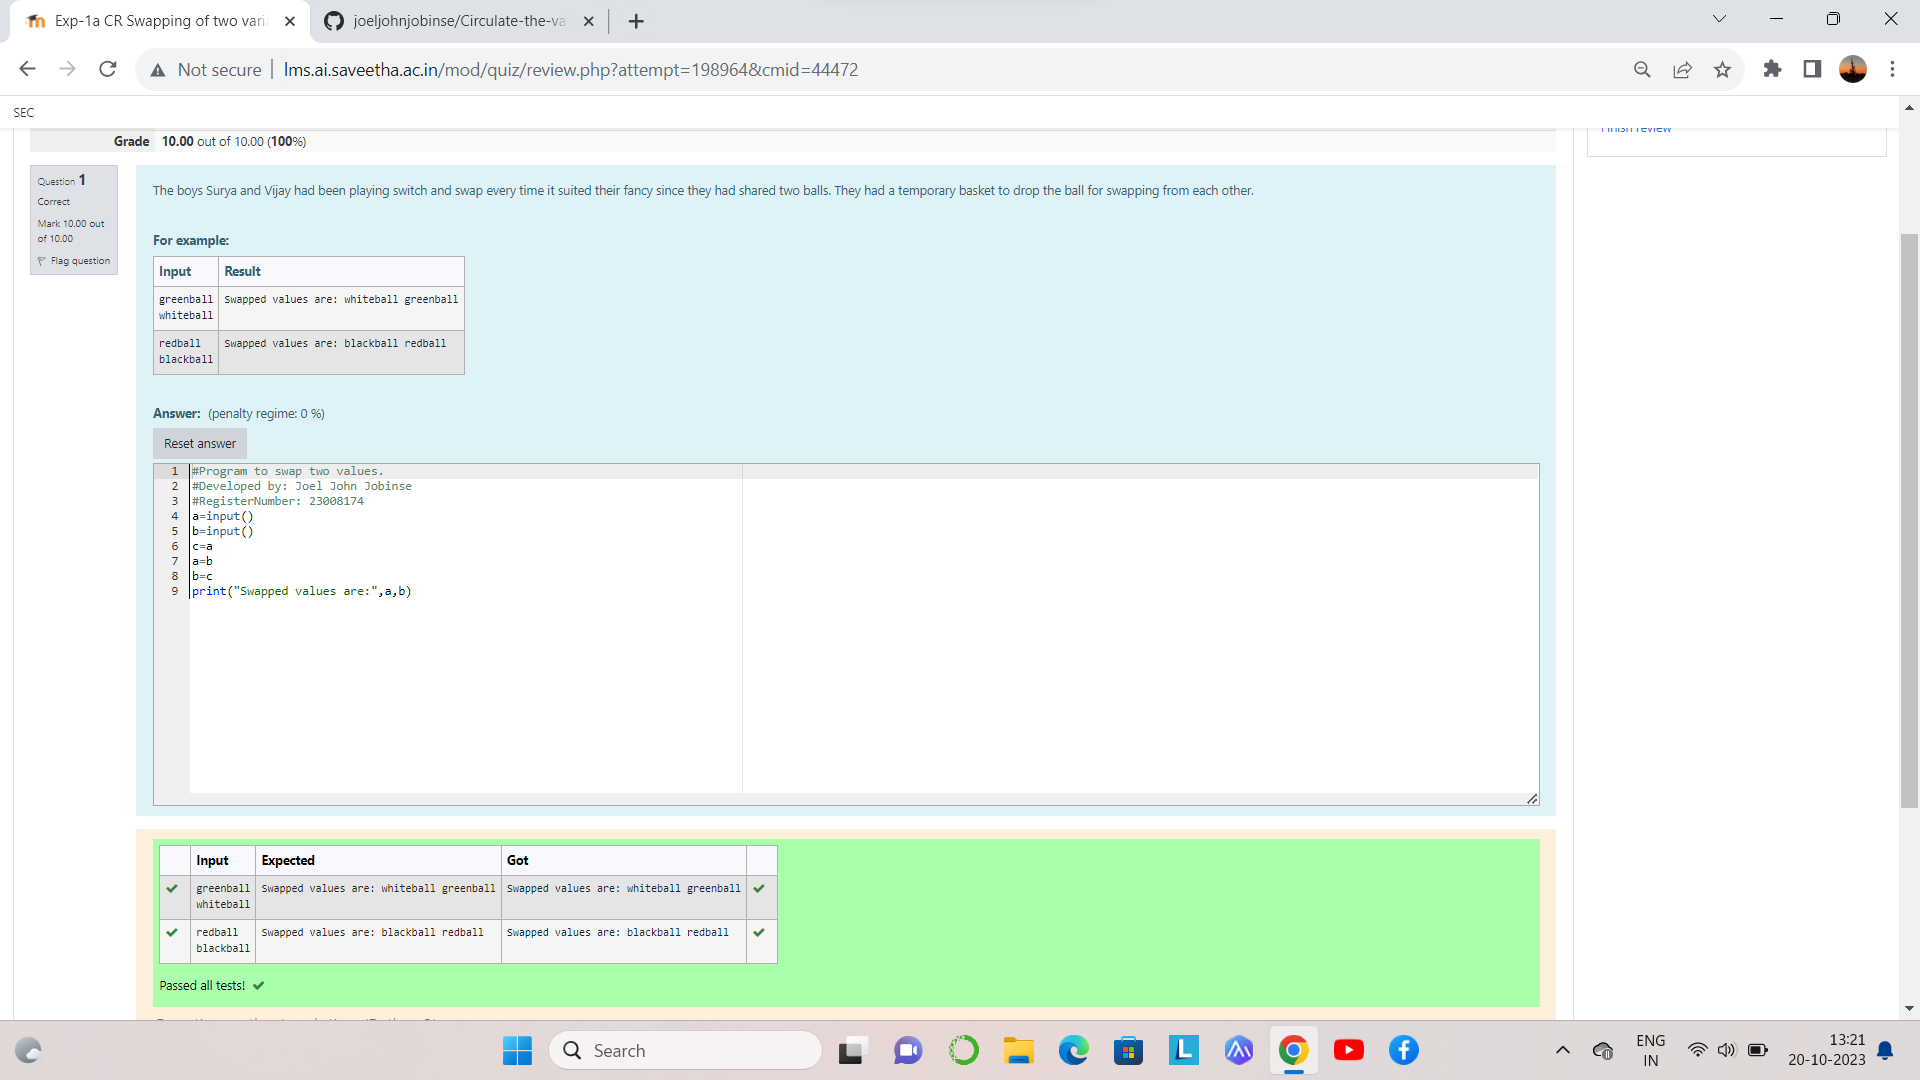 Exp-1a CR Swapping of two varia
joeljohnjobinse/Circulate-the-va
Not secure
lms.ai.saveetha.ac.in/mod/quiz/review.php?attempt=198964&cmid=44472
SEC
Finish review
Grade 10.00 out of 10.00 (100%)
Question 1
Correct
Mark 10.00 out
of 10.00
Flag question
The boys Surya and Vijay had been playing switch and swap every time it suited their fancy since they had shared two balls. They had a temporary basket to drop the ball for swapping from each other.
For example:
Input Result
greenball Swapped values are: whiteball greenball
whiteball
redball Swapped values are: blackball redball
blackball
Answer: (penalty regime: 0 %)
Reset answer
1 #Program to swap two values.
2 #Developed by: Joel John Jobinse
3 #RegisterNumber: 23008174
4 a=input()
5 b=input()
6 c=a
7 a=b
8 b=c
9 print("Swapped values are:",a,b)
Input Expected Got
greenball Swapped values are: whiteball greenball Swapped values are: whiteball greenball
whiteball
redball Swapped values are: blackball redball Swapped values are: blackball redball
blackball
Passed all tests!
Search
L
ENG
IN
13:21
20-10-2023